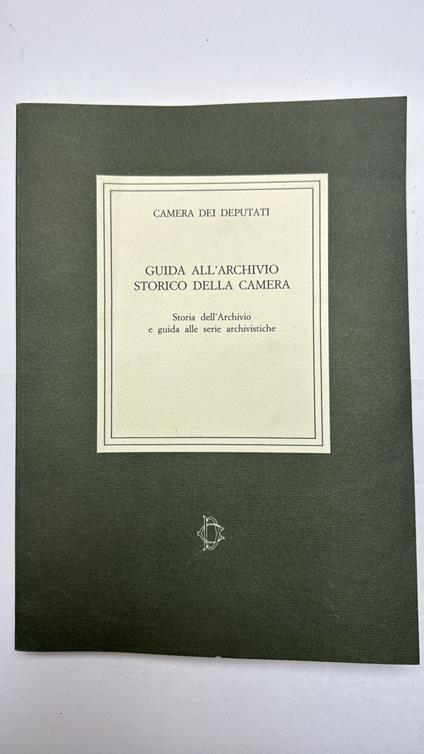 CAMERA DEI DEPUTATI
GUIDA ALL'ARCHIVIO
STORICO DELLA CAMERA
Storia dell'Archivio
e guida alle serie archivistiche